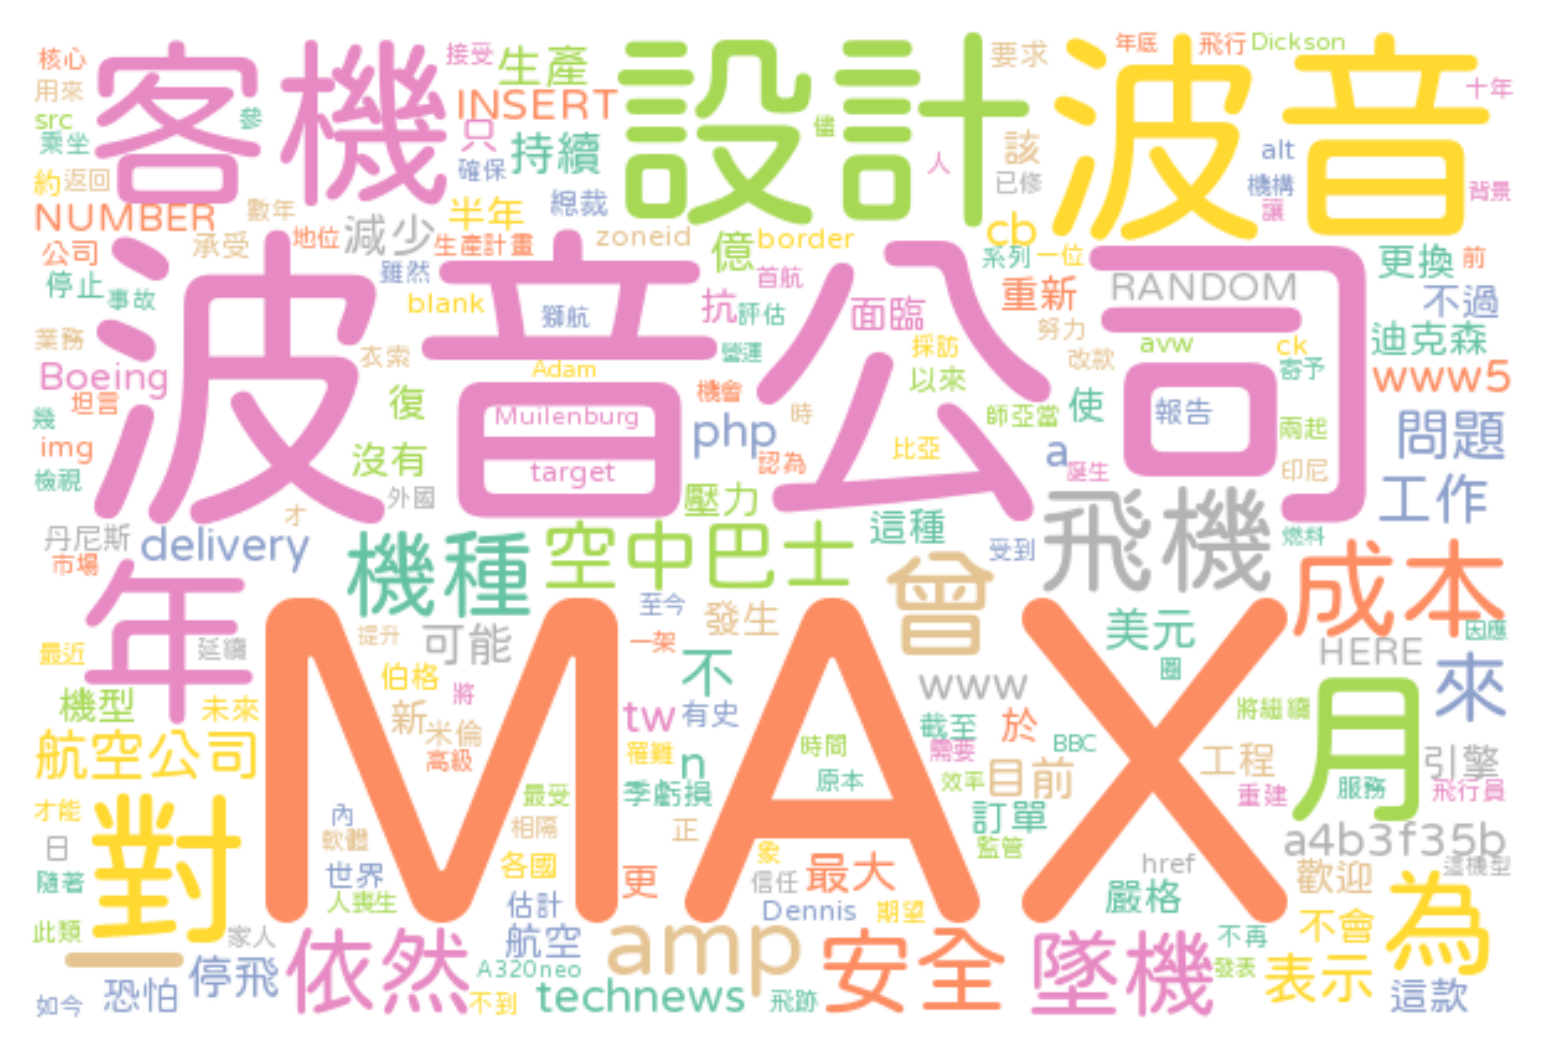 核心
用來
src
乘坐
約
返回
參
客機
接受
生產
INSERT
只
確保
持續
設計
儘
人
要求
該
已修
波音
年底
飛行
Dickson
十年
alt
機構
讓
背景
NUMBER
數年
承受
地位
減少
半年
生產計畫
總裁
zoneid
億
border
cb
系列
一位
更換
前
公司
停止
事故
雖然
blank
獅航
首航
抗
評估
面臨
重新
RANDOM
不過
業務
衣索
營運
採訪
努力
改款
avw
ck
迪克森
Boeing
坦言
Adam
機會
以來
寄予
www5
波音公司
幾
img
檢視
復
沒有
外國
Muilenburg
target
php
時
認為
壓力
比亞
師亞當
使
a
誕生
報告
兩起
印尼
問題
工作
丹尼斯
市場
delivery
才
機種
空中巴士
這種
受到
飛機
燃料
成本
因應
年
最近
延續
提升
可能
至今
發生
一架
曾
美元
圈
HERE
來
機型
未來
伯格
將
新
米倫
高級
不
tw
有史
www
截至
需要
於
BBC
將繼續
月
航空公司
MAX
罹難
n
季虧損
時間
原本
效率
目前
工程
重建
服務
引擎
飛行員
才能
日
隨著
此類
對
內
軟體
世界
人喪生
最受
相隔
各國
估計
正
更
象
信任
最大
訂單
監管
href
嚴格
a4b3f35b
這機型
歡迎
Dennis
期望
為
家人
一
如今
恐怕
停飛
依然
航空
A320neo
不到
technews
amp
飛跡
安全
墜機
不再
發表
不會
表示
這款